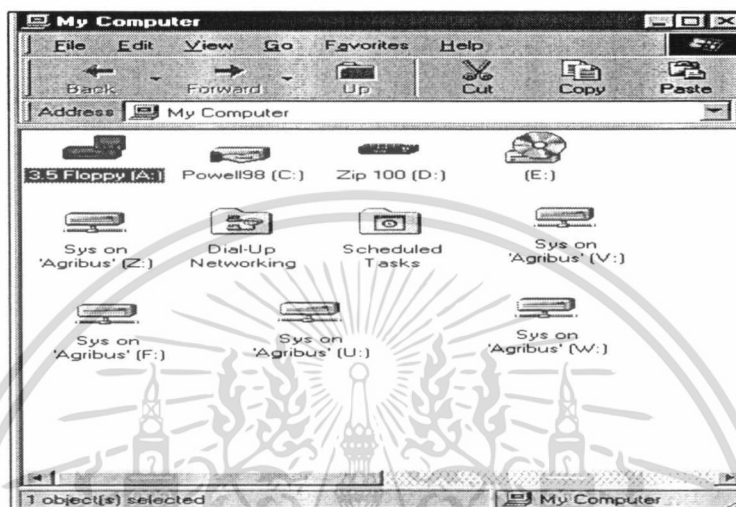 My Computer
File Edit View Go Favorites Help
Back Forward Up Cut Copy Paste
Address My Computer
3.5 Floppy (A:) Powell98 (C:) Zip 100 (D:) (E:)
Sys on 'Agribus' (Z:) Dial-Up Networking Scheduled Tasks Sys on 'Agribus' (V:)
Sys on 'Agribus' (F:) Sys on 'Agribus' (U:) Sys on 'Agribus' (W:)
1 object(s) selected My Computer